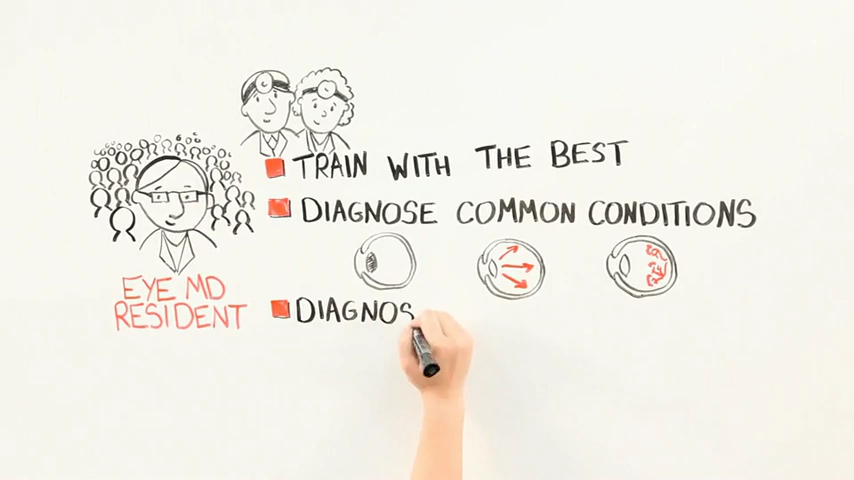 TRAIN WITH THE BEST
DIAGNOSE COMMON CONDITIONS
EYE MD
RESIDENT
DIAGNOS